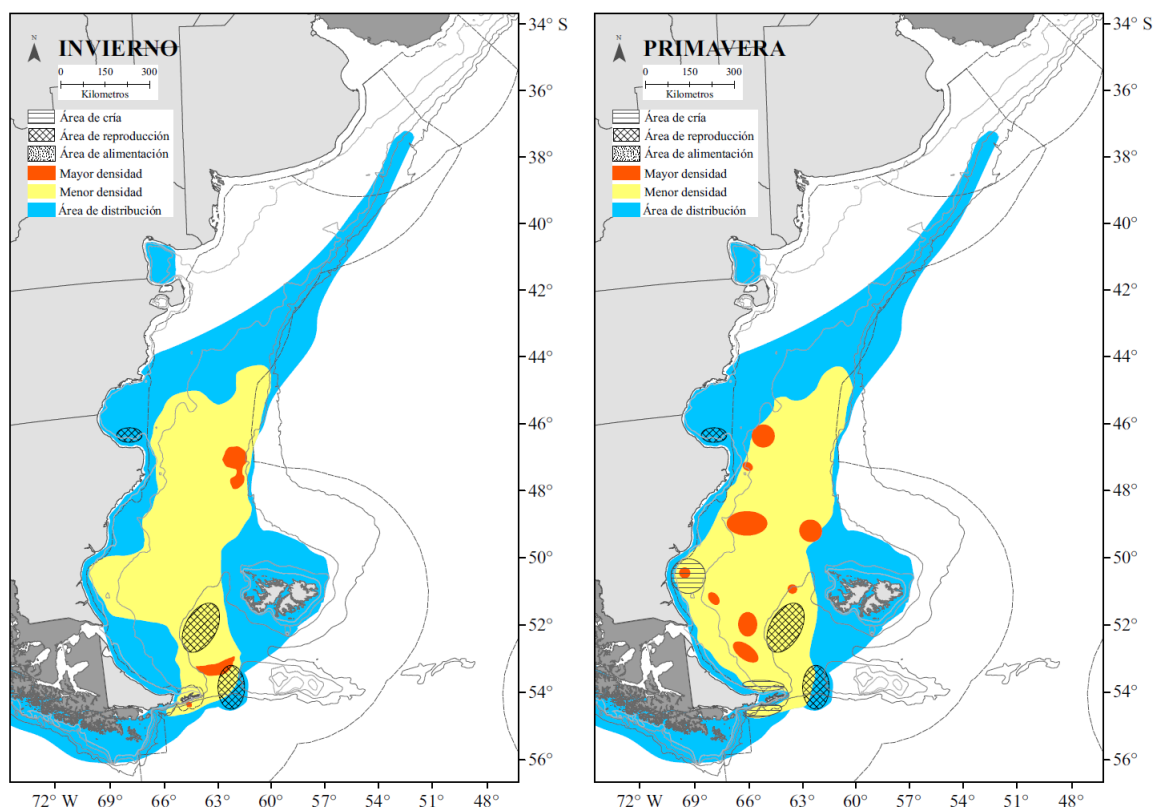 N
INVIERNO
0 150 300
Kilometros
Área de cría
Área de reproducción
Área de alimentación
Mayor densidad
Menor densidad
Área de distribución
34° S
36°
38°
40°
42°
44°
46°
48°
50°
52°
54°
56°
72° W 69° 66° 63° 60° 57° 54° 51° 48°
N
PRIMAVERA
0 150 300
Kilometros
Área de cría
Área de reproducción
Área de alimentación
Mayor densidad
Menor densidad
Área de distribución
34° S
36°
38°
40°
42°
44°
46°
48°
50°
52°
54°
56°
72° W 69° 66° 63° 60° 57° 54° 51° 48°